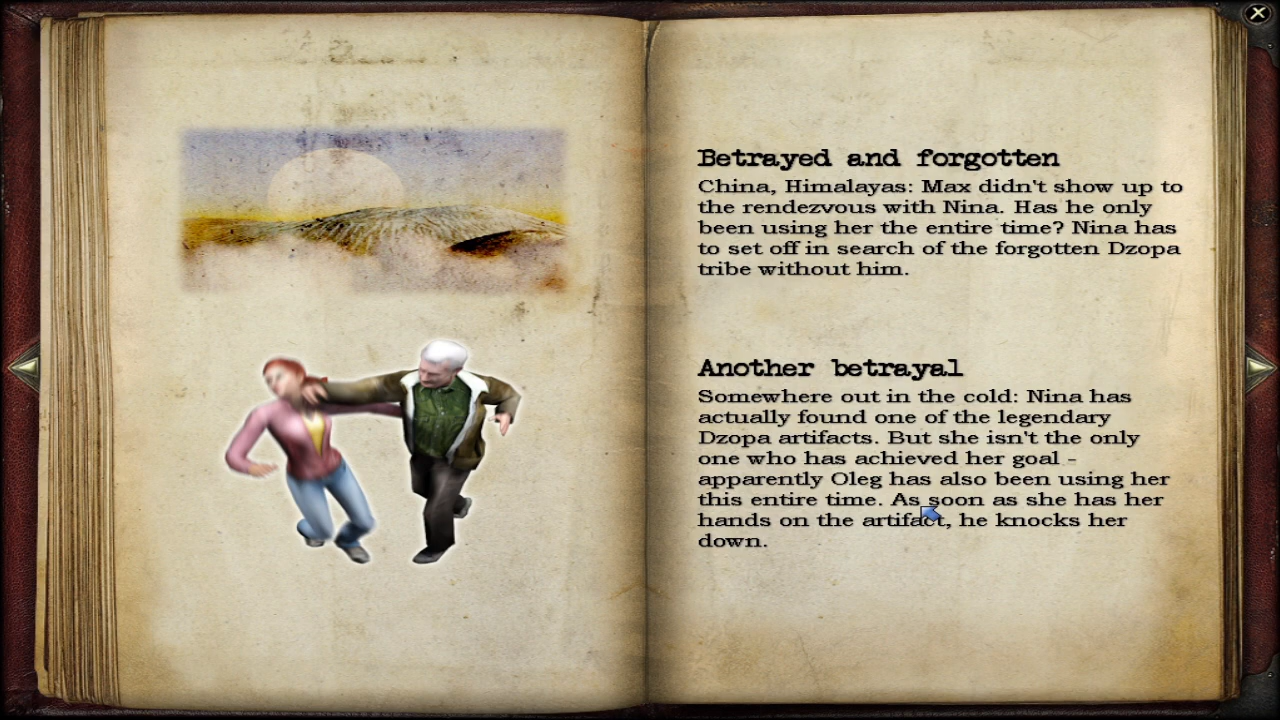 Betrayed and forgotten
China, Himalayas: Max didn't show up to
the rendezvous with Nina. Has he only
been using her the entire time? Nina has
to set off in search of the forgotten Dzopa
tribe without him.
Another betrayal
Somewhere out in the cold: Nina has
actually found one of the legendary
Dzopa artifacts. But she isn't the only
one who has achieved her goal -
apparently Oleg has also been using her
this entire time. As soon as she has her
hands on the artifact, he knocks her
down.